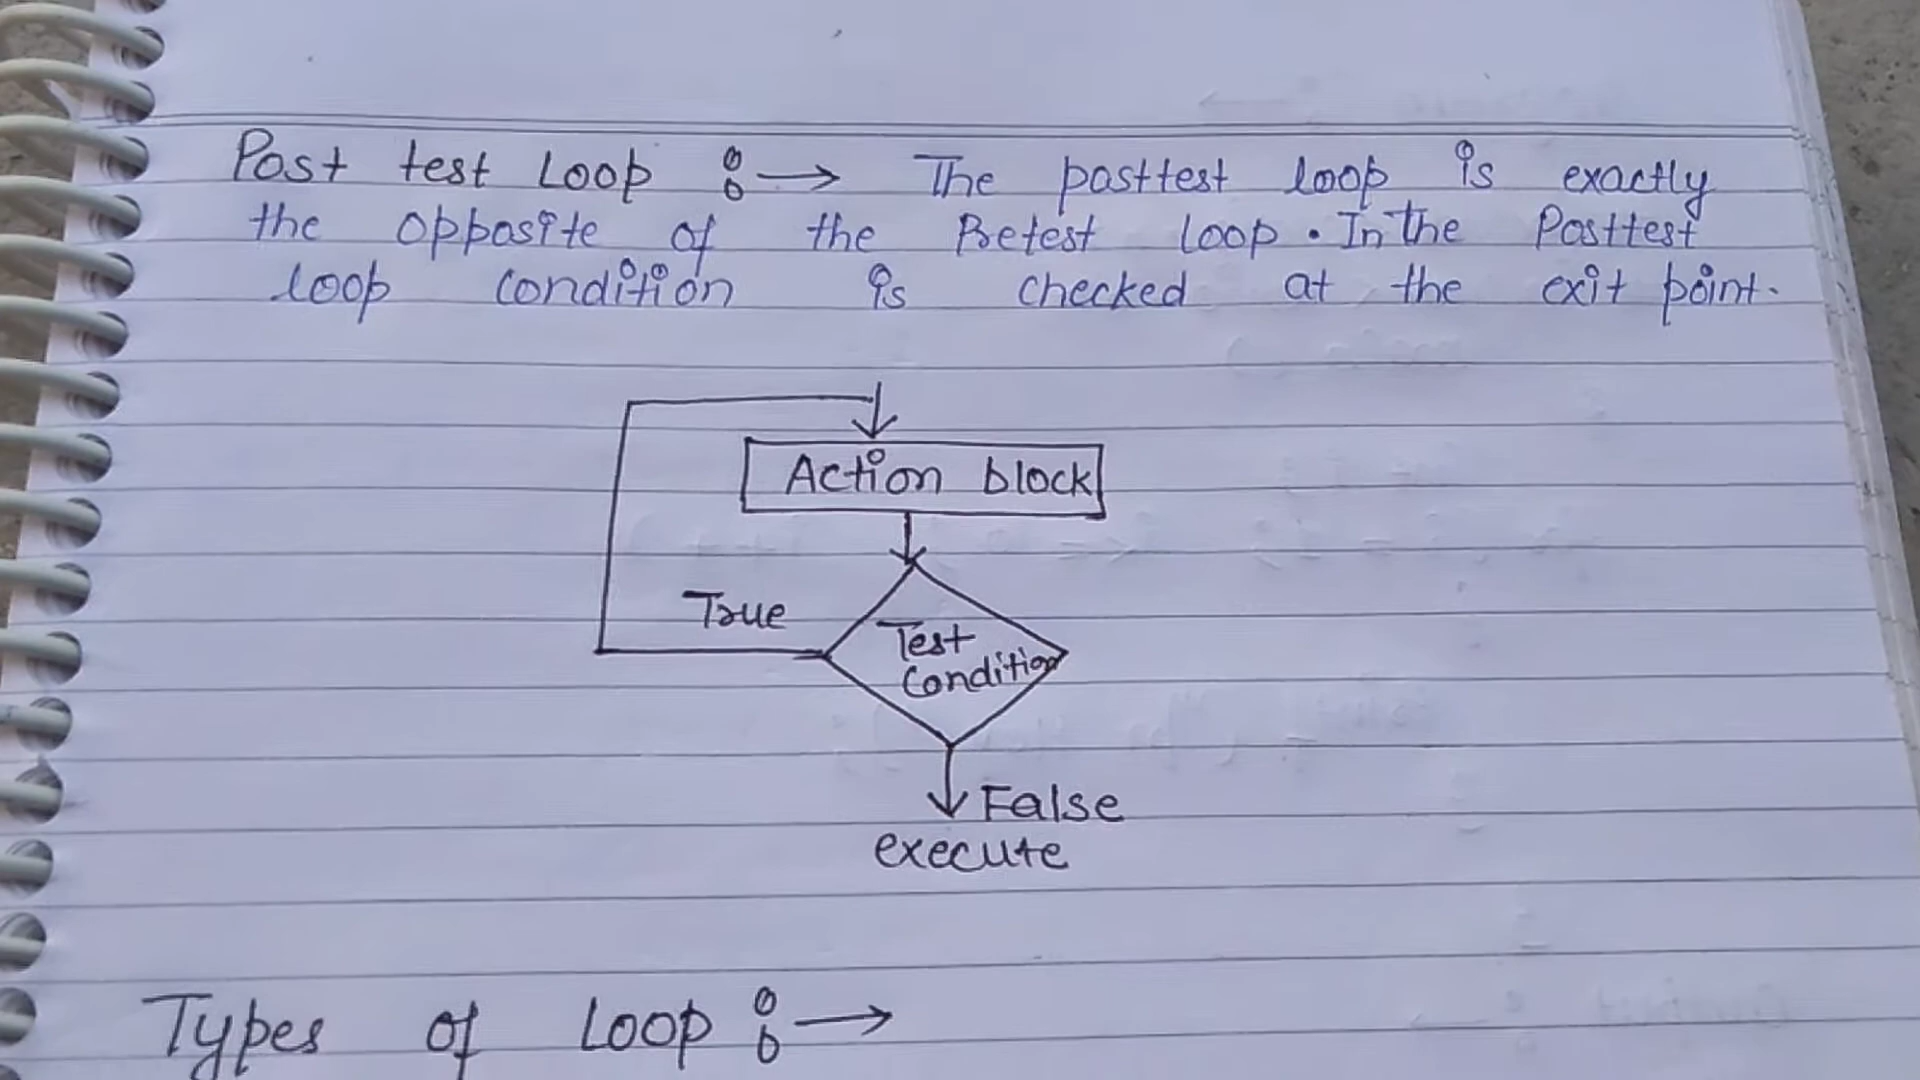 Post test Loop :→ The posttest loop is exactly
the opposite of the Pretest loop. In the Posttest
loop condition is checked at the exit point.
Action block
True
Test
Condition
False
execute
Types of Loop :→